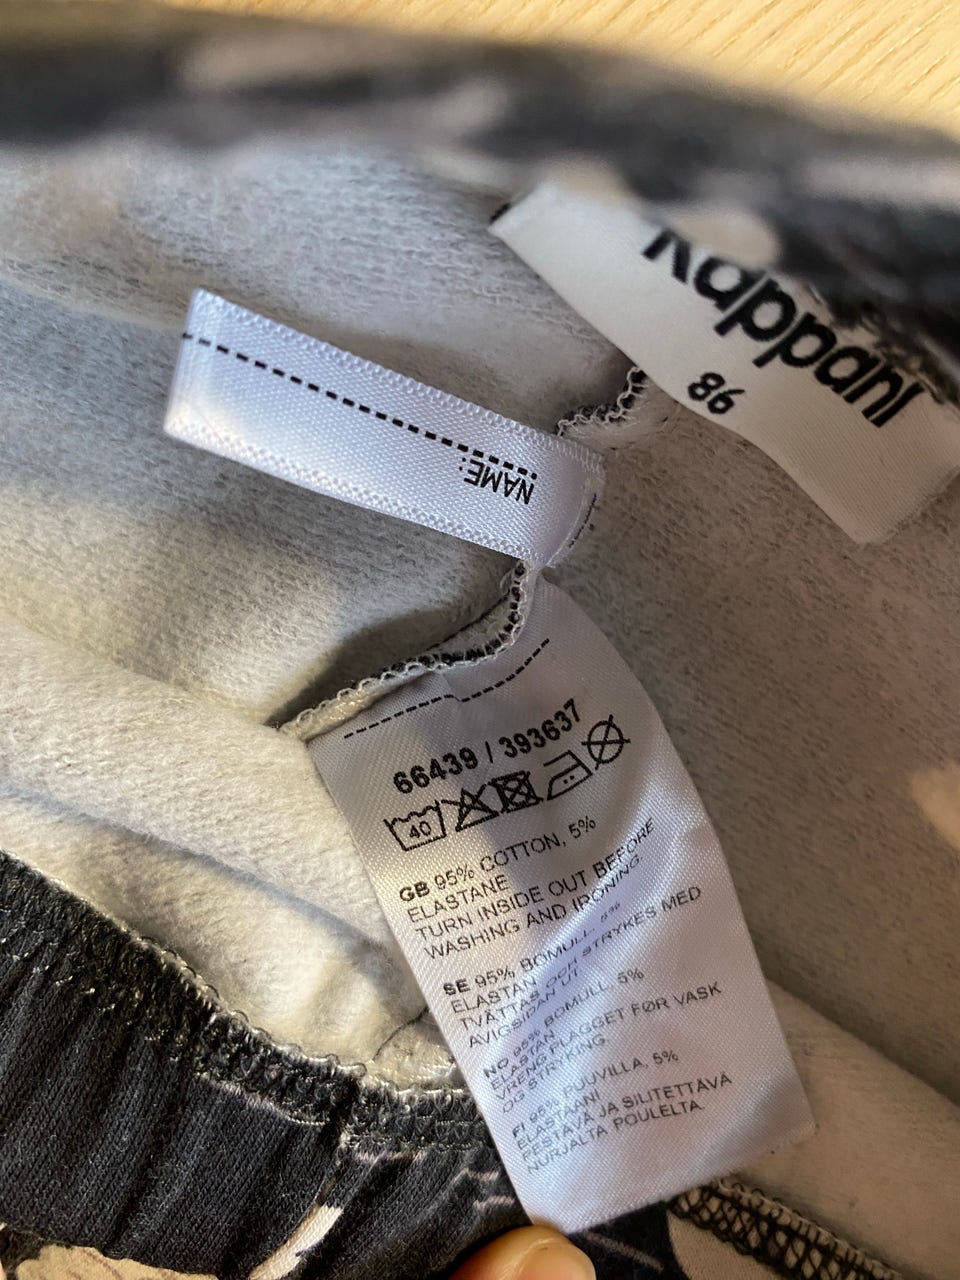 Kappahl
98
NAME:
66439 / 393637
40
GB 95% COTTON, 5%
ELASTANE
TURN INSIDE OUT BEFORE
WASHING AND IRONING.
SE 95% BOMULL, 5%
ELASTAN
TVÄTTAS OCH STRYKES MED
AVIGSIDAN UT
NO 95% BOMULL, 5%
ELASTAN
VRENG PLAGGET FØR VASK
OG STRYKING.
FI 95% PUUVILLA, 5%
ELASTAANI
PESTÄVÄ JA SILITETTÄVÄ
NURJALTA PUOLELTA.